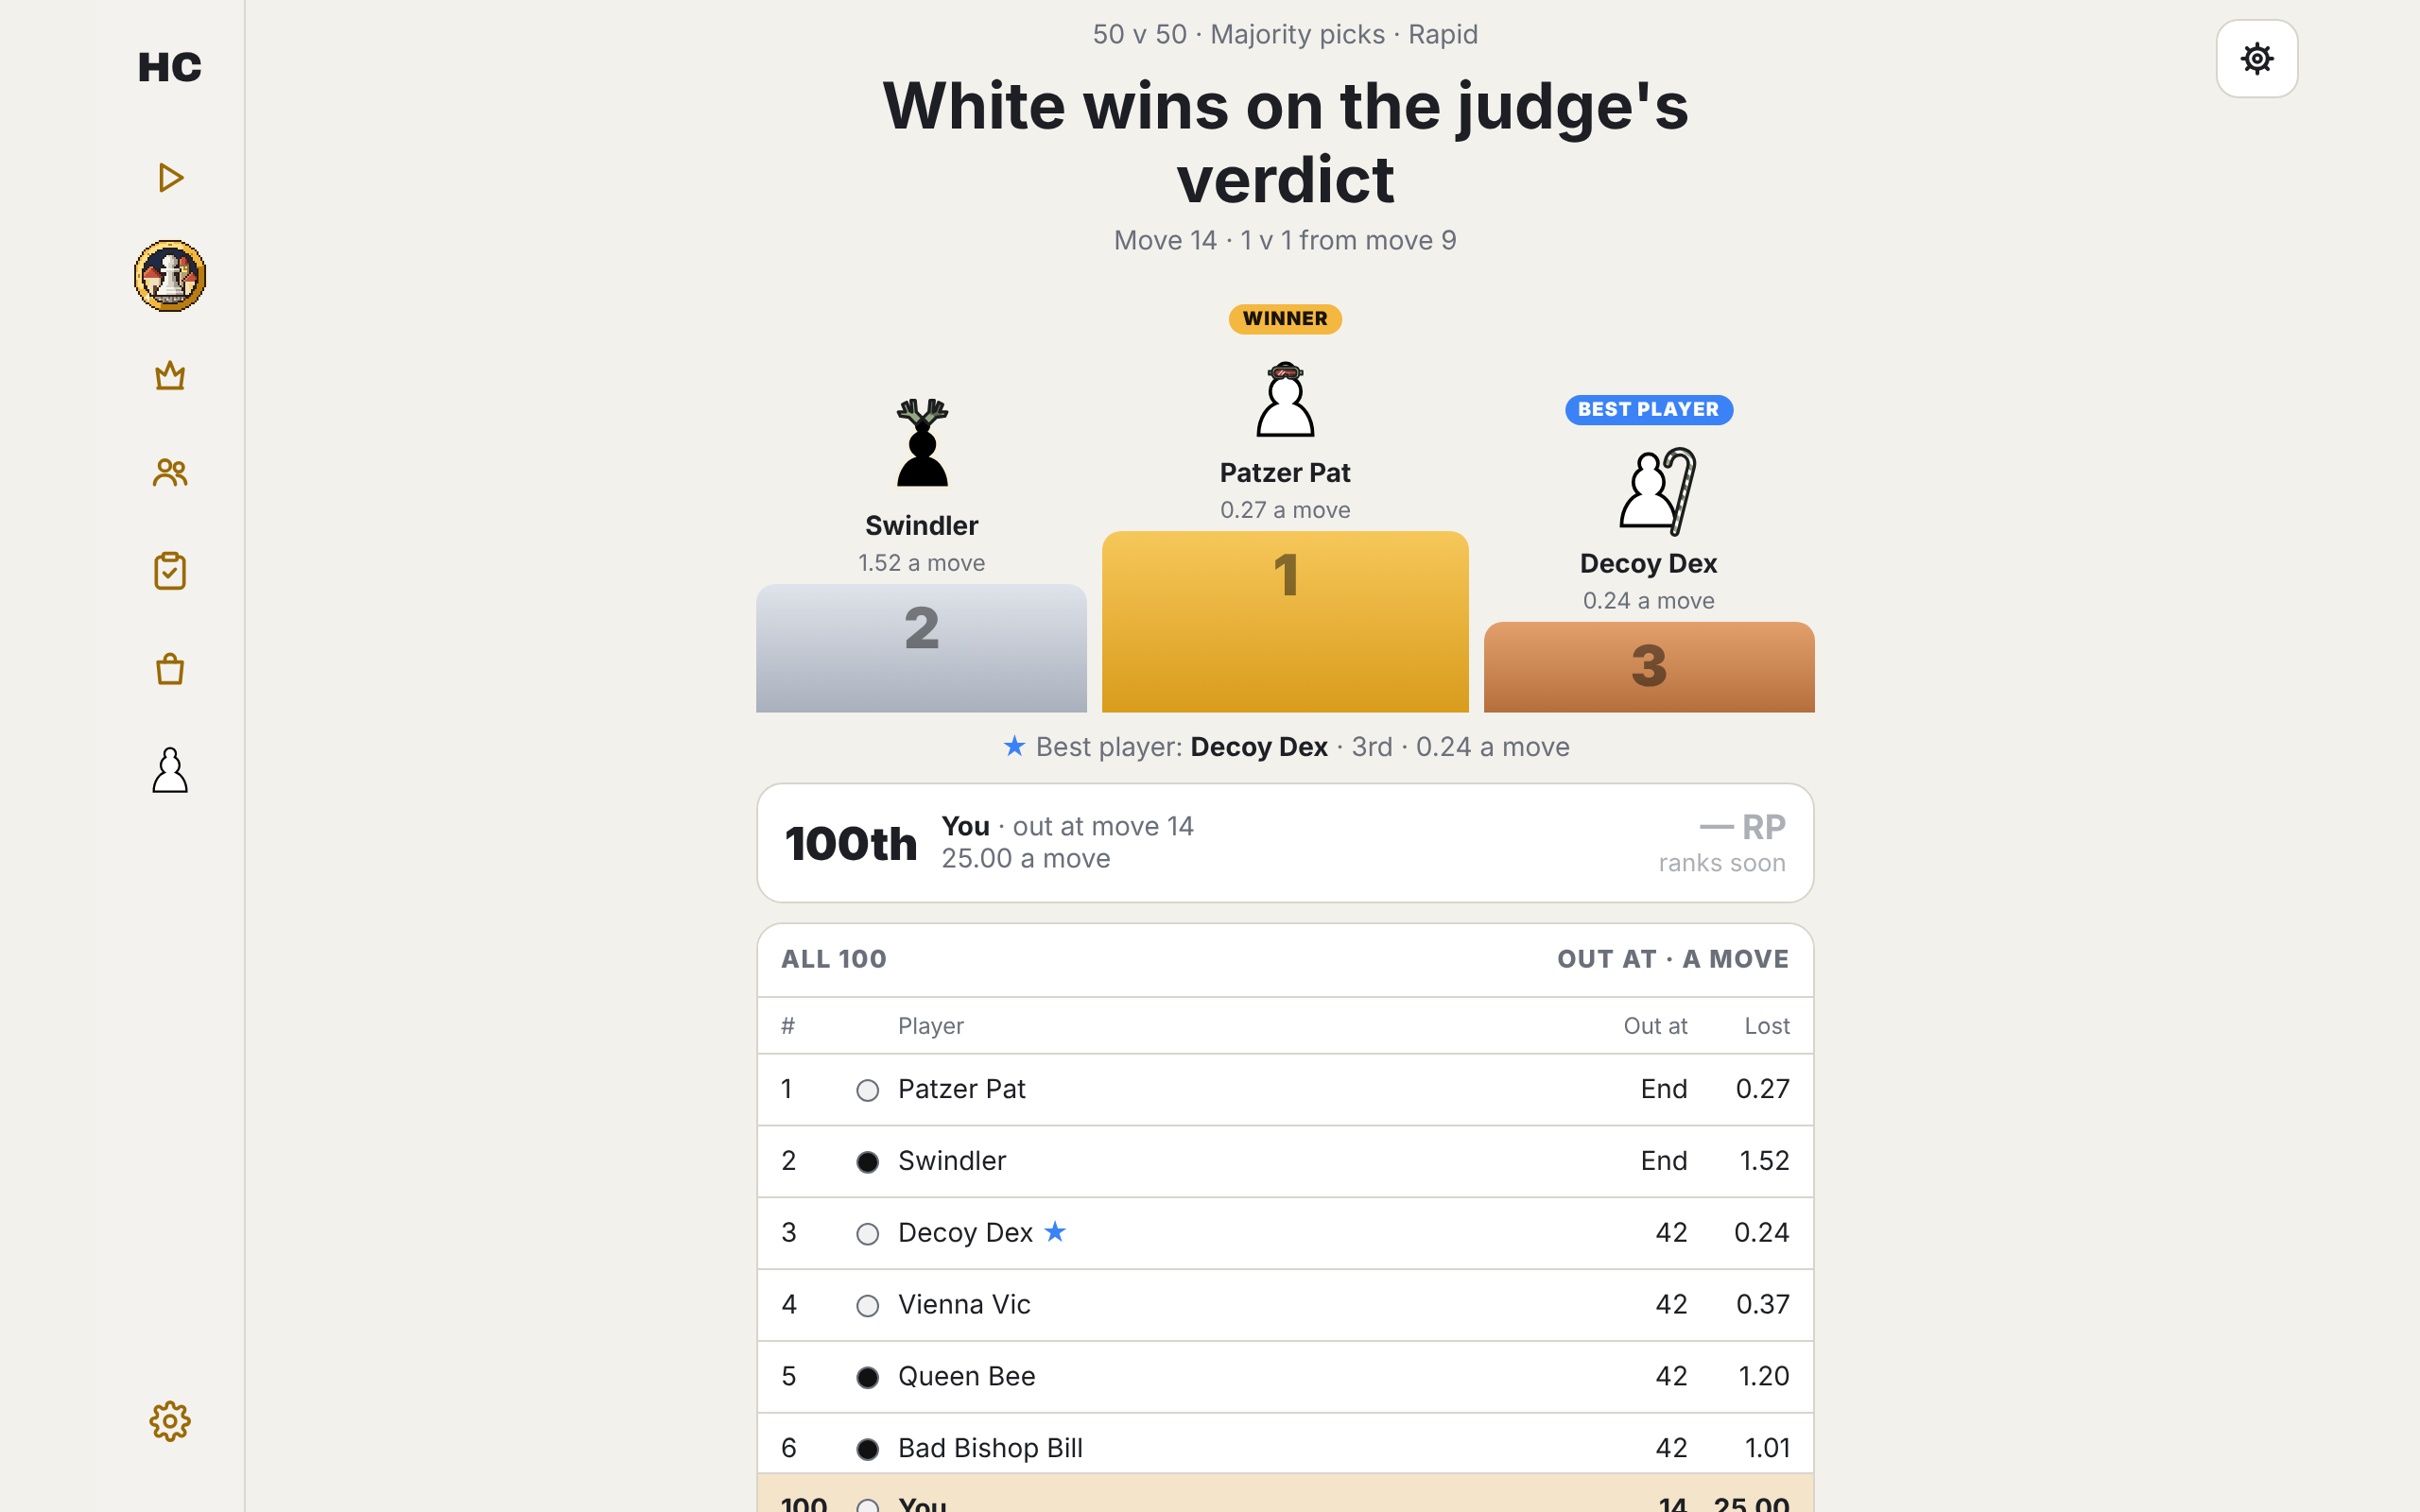 HC
50 v 50 · Majority picks · Rapid
White wins on the judge's
verdict
Move 14 · 1 v 1 from move 9
WINNER
Patzer Pat
0.27 a move
1
Swindler
1.52 a move
2
BEST PLAYER
Decoy Dex
0.24 a move
3
★ Best player: Decoy Dex · 3rd · 0.24 a move
100th
You · out at move 14
25.00 a move
— RP
ranks soon
ALL 100 OUT AT · A MOVE
# Player Out at Lost
1 Patzer Pat End 0.27
2 Swindler End 1.52
3 Decoy Dex ★ 42 0.24
4 Vienna Vic 42 0.37
5 Queen Bee 42 1.20
6 Bad Bishop Bill 42 1.01
100 You 14 25.00